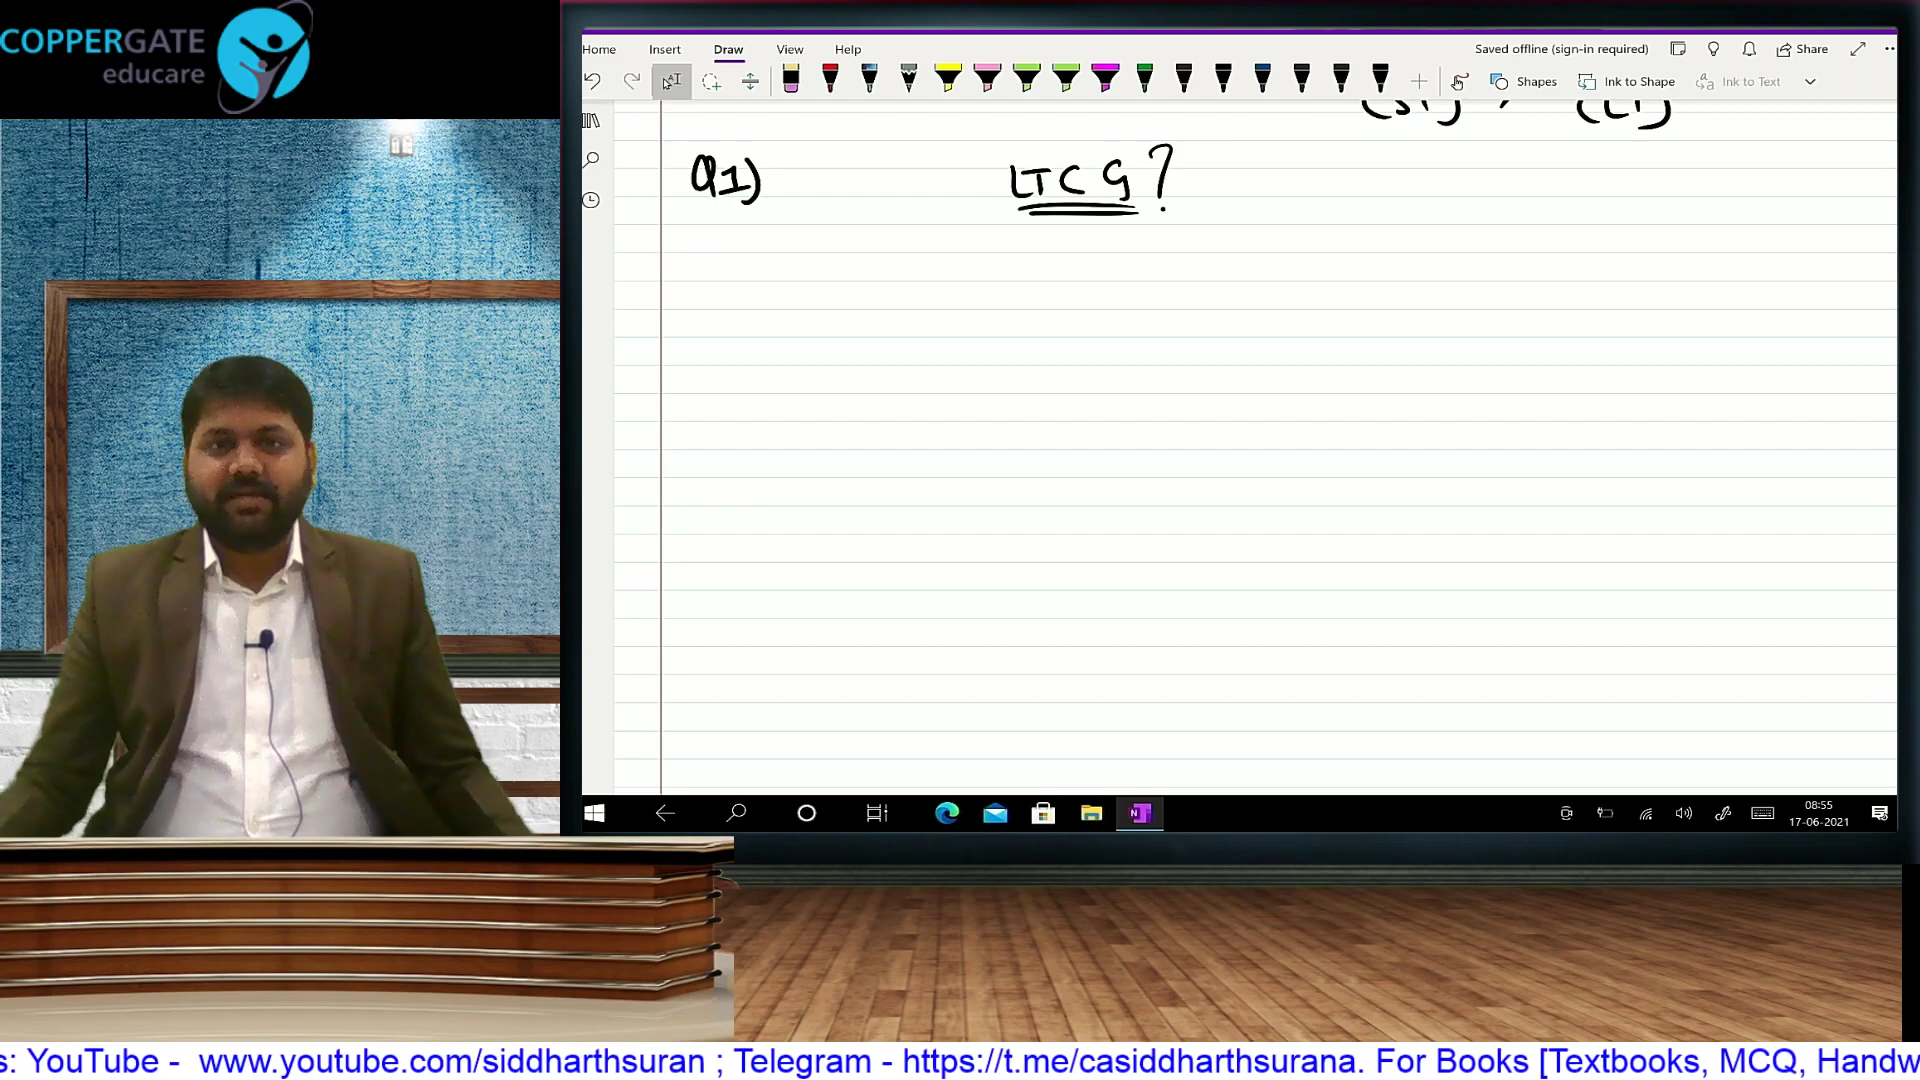 COPPERGATE
educare
Home Insert Draw View Help
Saved offline (sign-in required) Share
Shapes Ink to Shape Ink to Text
(ST) , (LT)
Q1) LTCG?
08:55
17-06-2021
s: YouTube - www.youtube.com/siddharthsuran ; Telegram - https://t.me/casiddharthsurana. For Books [Textbooks, MCQ, Handw